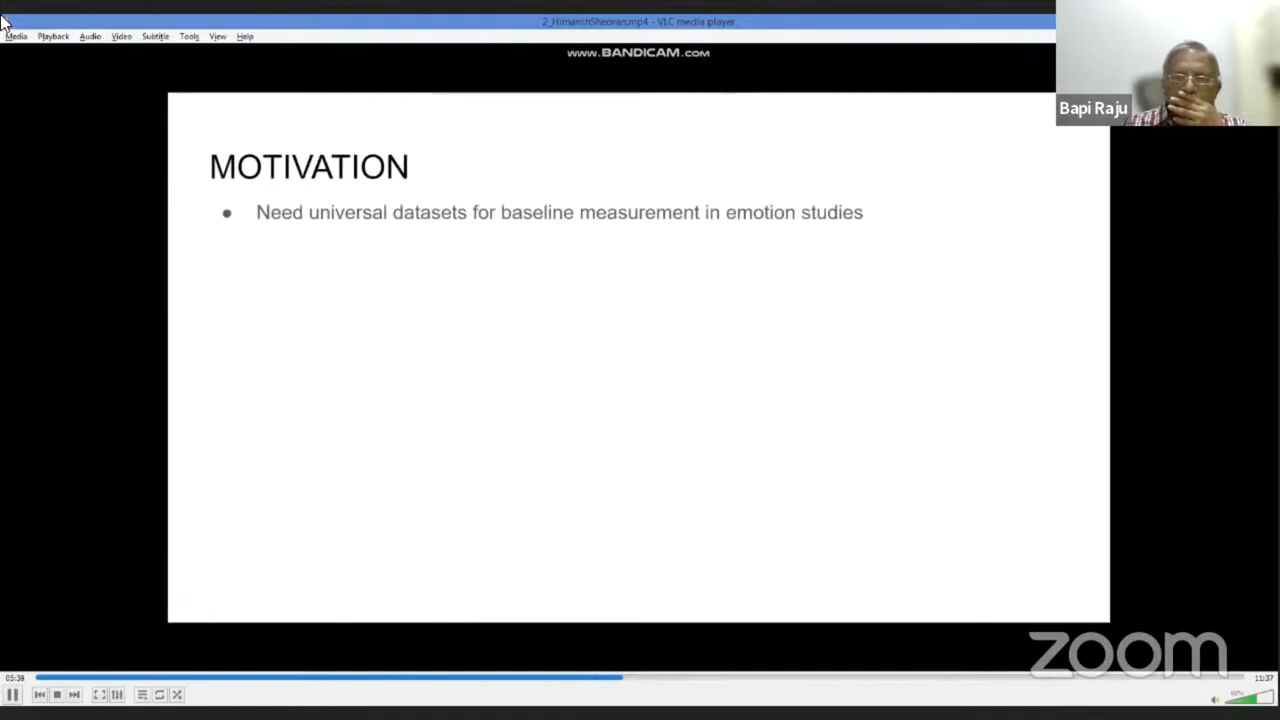 2_HimanshSheoran.mp4 - VLC media player
Media Playback Audio Video Subtitle Tools View Help
www.BANDICAM.com
Bapi Raju
MOTIVATION
● Need universal datasets for baseline measurement in emotion studies
zoom
05:39
11:37